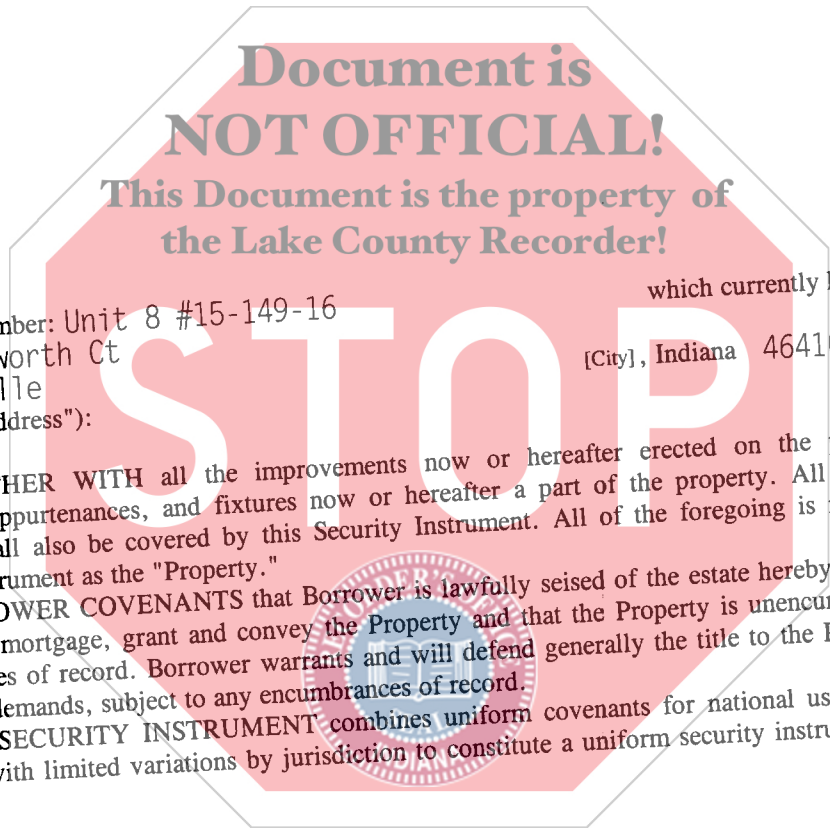 Document is
NOT OFFICIAL!
This Document is the property of
the Lake County Recorder!
STOP
which currently
mber: Unit 8 #15-149-16
worth Ct
[City], Indiana 4641
lle
ddress"):
HER WITH all the improvements now or hereafter erected on the
ppurtenances, and fixtures now or hereafter a part of the property. All
all also be covered by this Security Instrument. All of the foregoing is
rument as the "Property."
OWER COVENANTS that Borrower is lawfully seised of the estate hereby
mortgage, grant and convey the Property and that the Property is unencum
es of record. Borrower warrants and will defend generally the title to the
demands, subject to any encumbrances of record.
SECURITY INSTRUMENT combines uniform covenants for national us
with limited variations by jurisdiction to constitute a uniform security instru